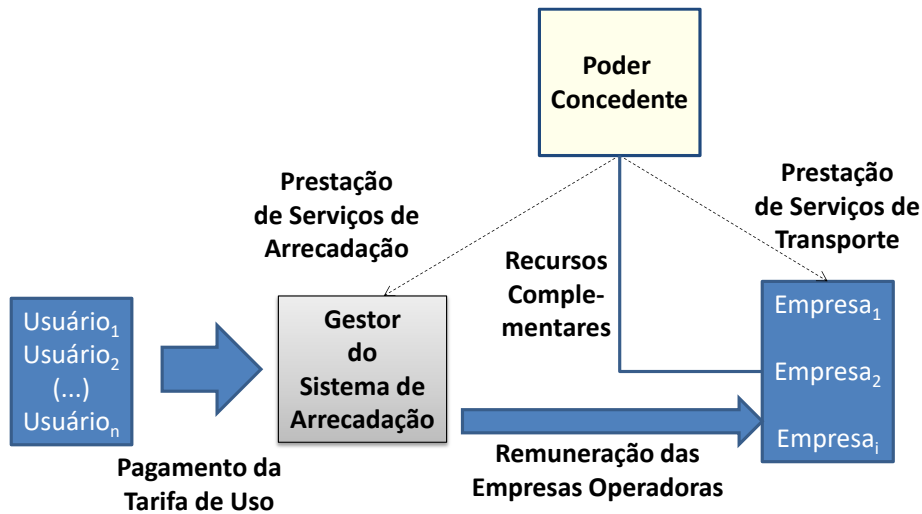 Poder
Concedente
Prestação
de Serviços de
Arrecadação
Prestação
de Serviços de
Transporte
Recursos
Comple-
mentares
Usuário₁
Usuário₂
(...)
Usuárioₙ
Gestor
do
Sistema de
Arrecadação
Empresa₁
Empresa₂
Empresaᵢ
Pagamento da
Tarifa de Uso
Remuneração das
Empresas Operadoras